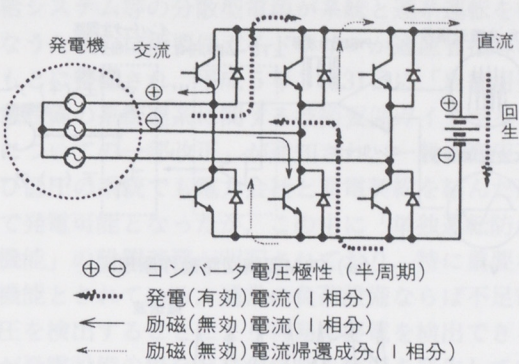 発電機
交流
直流
⊕
⊖
⊕
⊖
回生
⊕⊖ コンバータ電圧極性(半周期)
発電(有効)電流(1相分)
励磁(無効)電流(1相分)
励磁(無効)電流帰還成分(1相分)